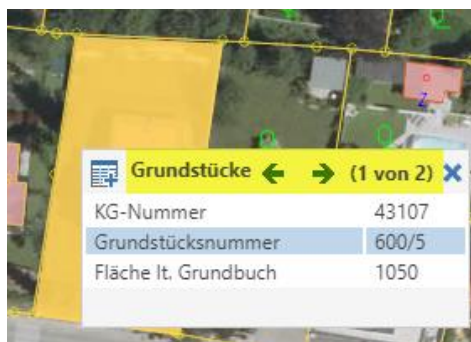 Grundstücke (1 von 2)
KG-Nummer 43107
Grundstücksnummer 600/5
Fläche lt. Grundbuch 1050
Z